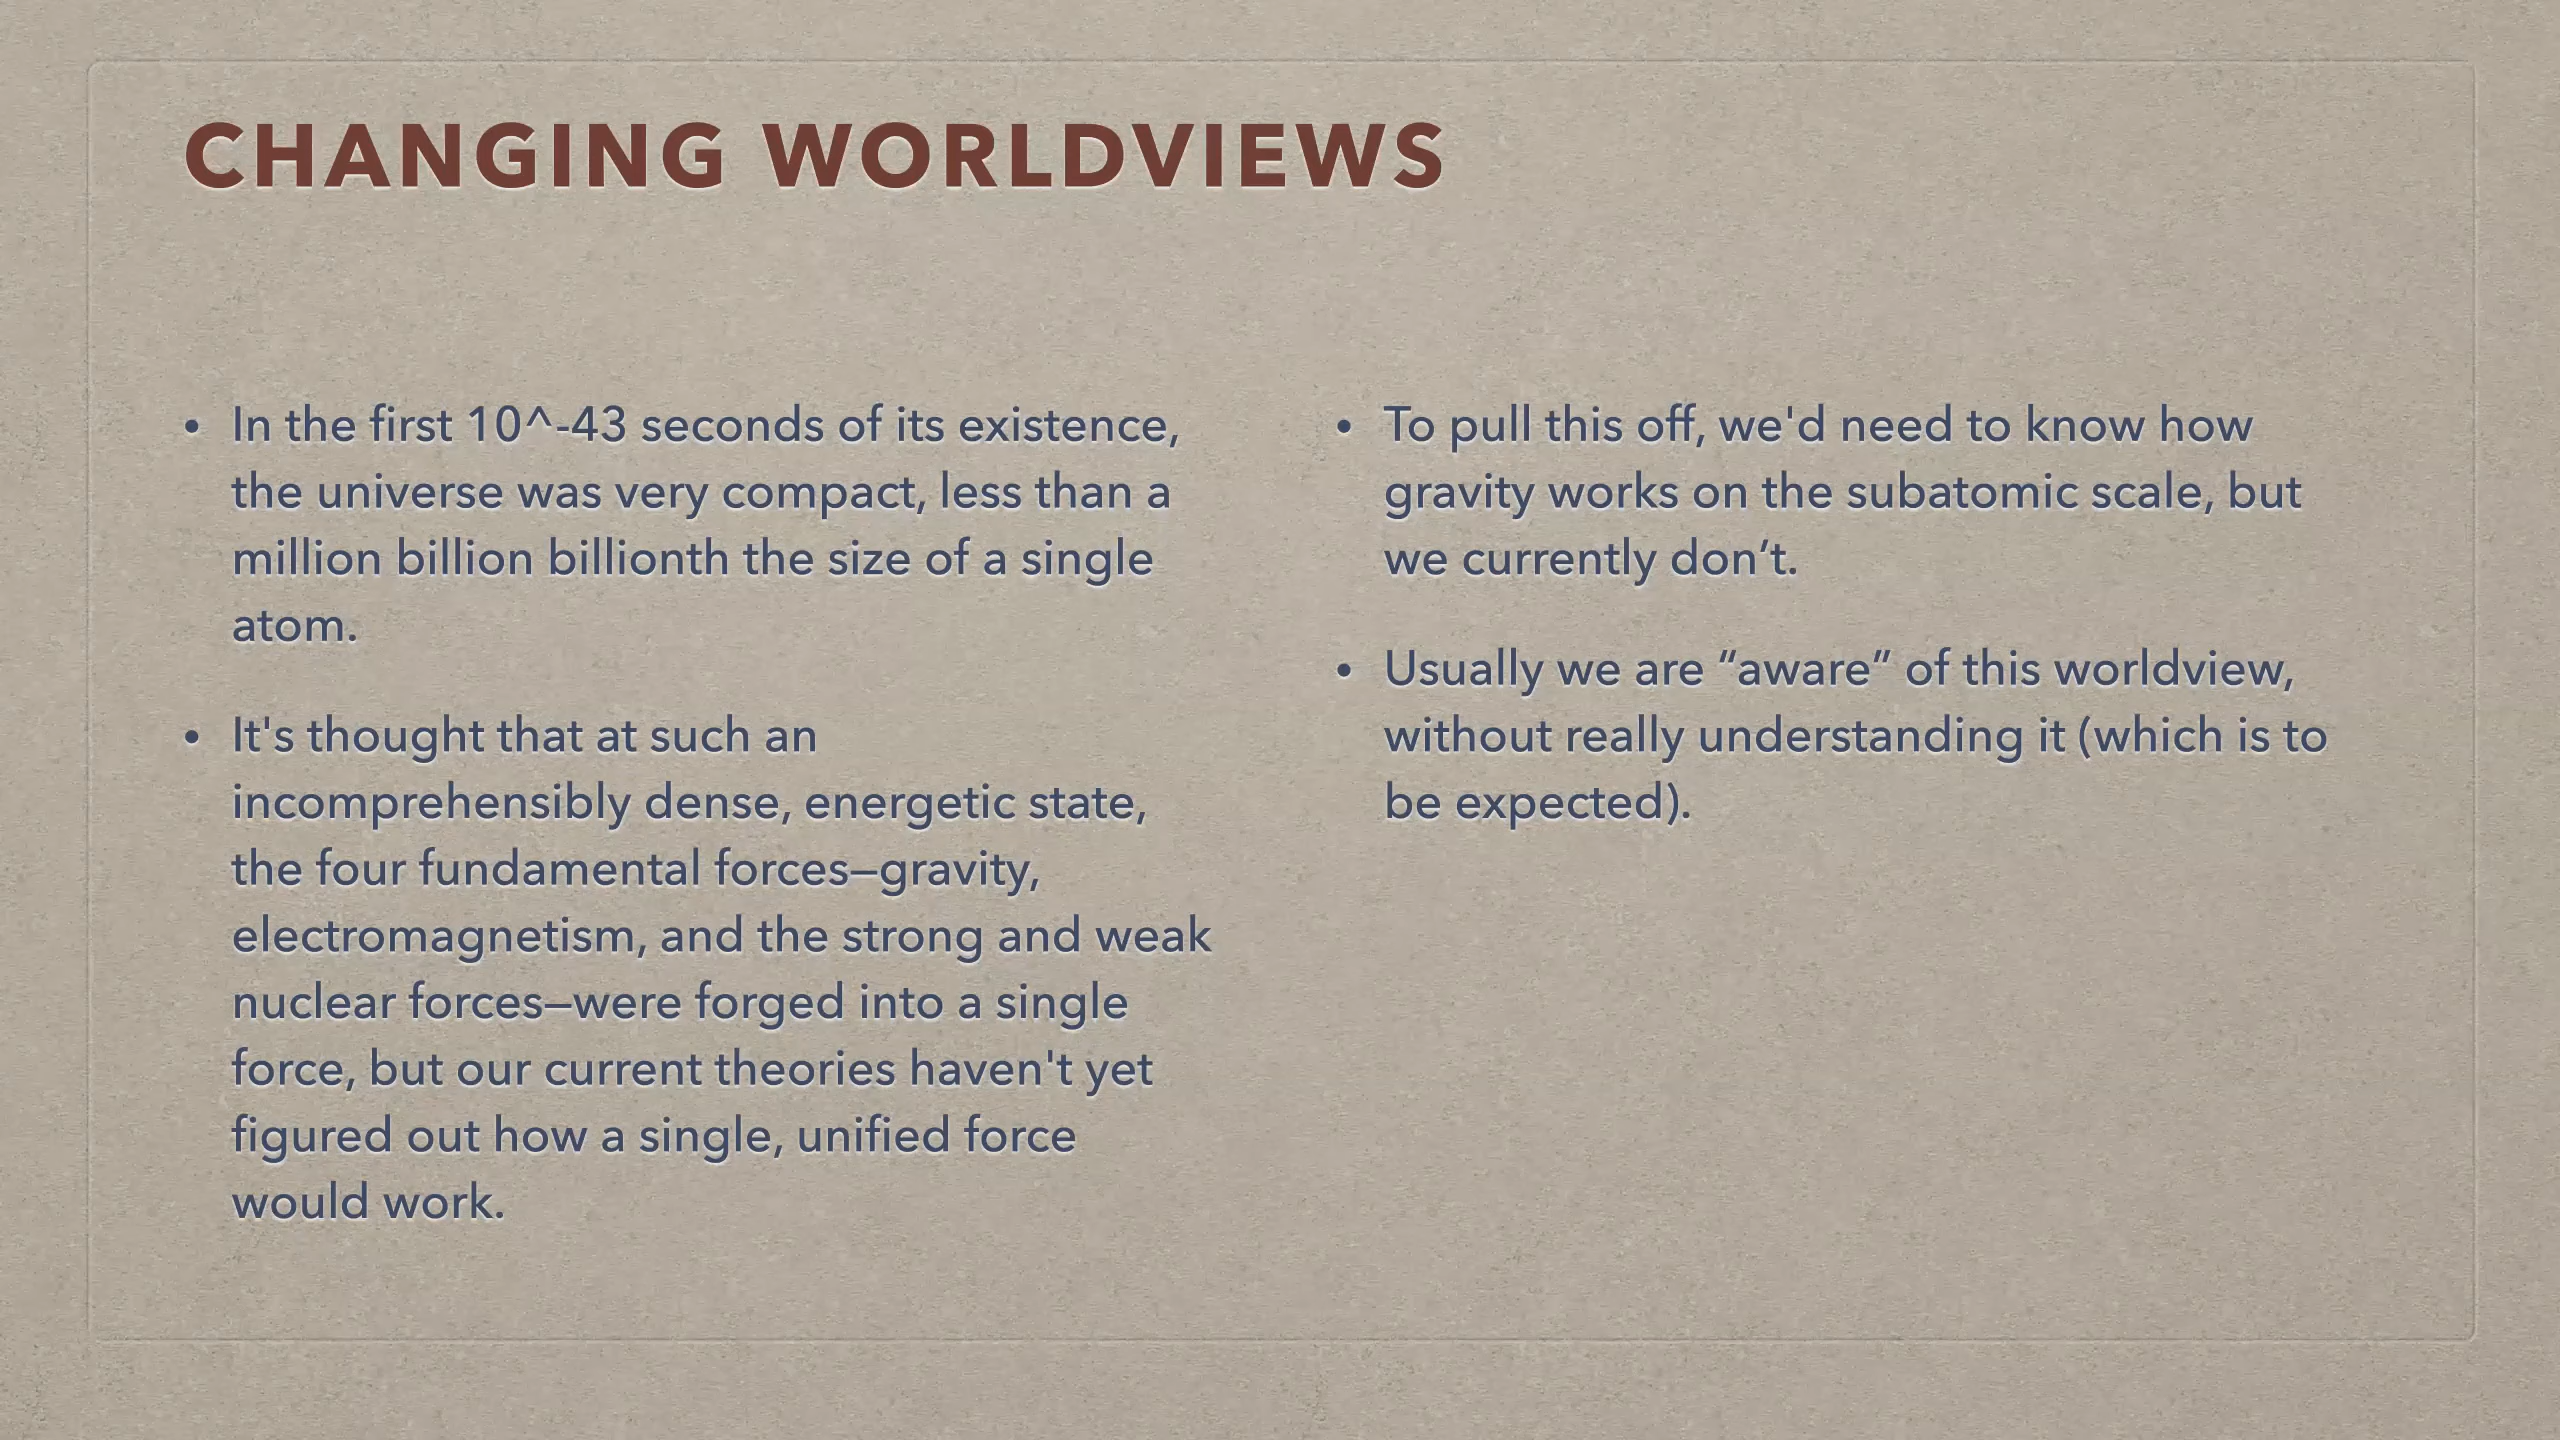 CHANGING WORLDVIEWS
• In the first 10^-43 seconds of its existence,
the universe was very compact, less than a
million billion billionth the size of a single
atom.
• It's thought that at such an
incomprehensibly dense, energetic state,
the four fundamental forces—gravity,
electromagnetism, and the strong and weak
nuclear forces—were forged into a single
force, but our current theories haven't yet
figured out how a single, unified force
would work.
• To pull this off, we'd need to know how
gravity works on the subatomic scale, but
we currently don’t.
• Usually we are “aware” of this worldview,
without really understanding it (which is to
be expected).